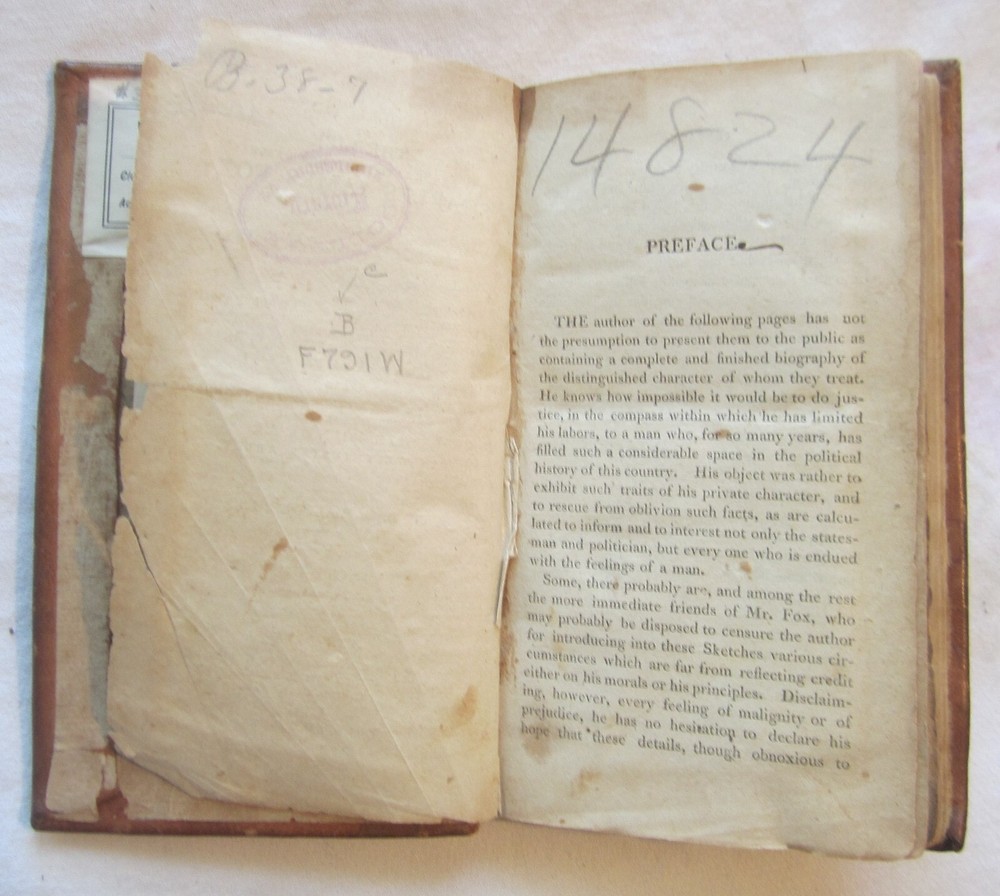 B-38-7
B
F791W
14824
PREFACE.
THE author of the following pages has not
the presumption to present them to the public as
containing a complete and finished biography of
the distinguished character of whom they treat.
He knows how impossible it would be to do jus-
tice, in the compass within which he has limited
his labors, to a man who, for so many years, has
filled such a considerable space in the political
history of this country. His object was rather to
exhibit such traits of his private character, and
to rescue from oblivion such facts, as are calcu-
lated to inform and to interest not only the states-
man and politician, but every one who is endued
with the feelings of a man.
Some, there probably are, and among the rest
the more immediate friends of Mr. Fox, who
may probably be disposed to censure the author
for introducing into these Sketches various cir-
cumstances which are far from reflecting credit
either on his morals or his principles. Disclaim-
ing, however, every feeling of malignity or of
prejudice, he has no hesitation to declare his
hope that these details, though obnoxious to